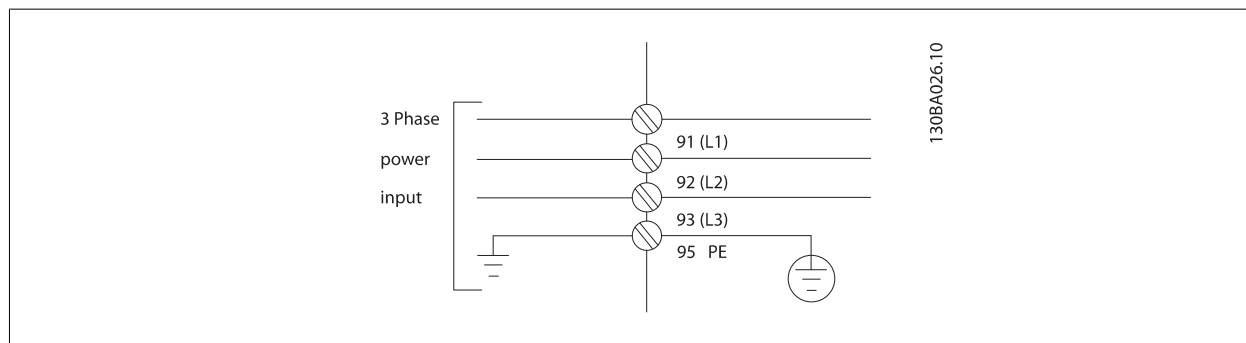 3 Phase
power
input
91 (L1)
92 (L2)
93 (L3)
95 PE
130BA026.10